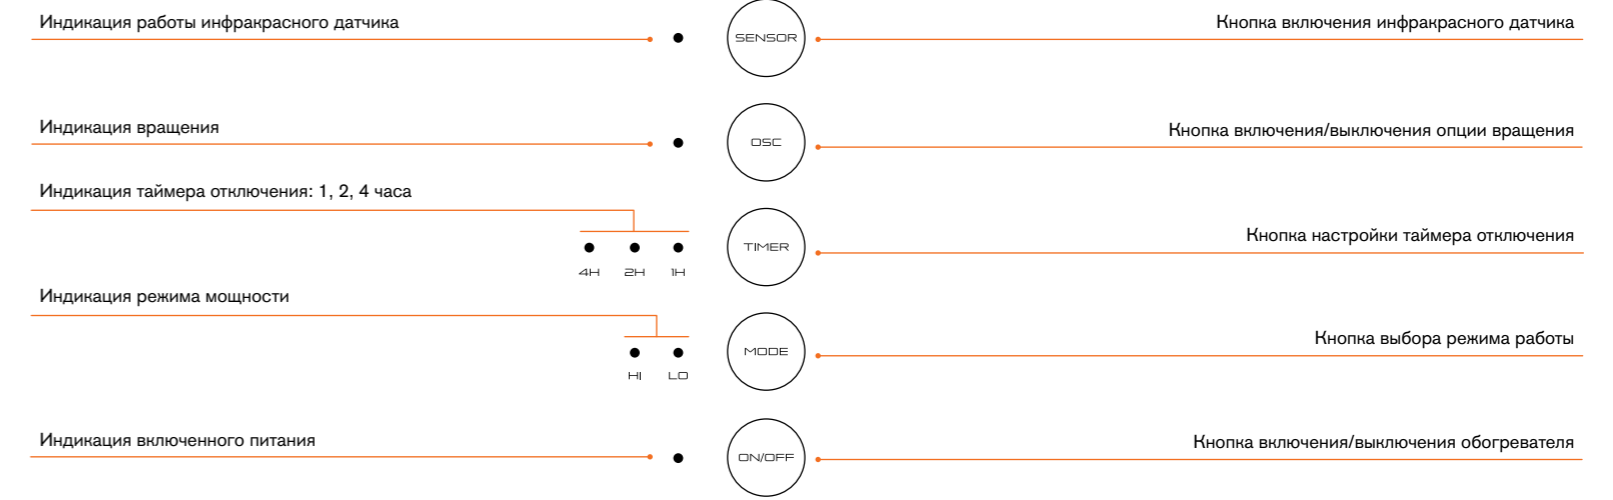 Индикация работы инфракрасного датчика
SENSOR
Кнопка включения инфракрасного датчика
Индикация вращения
OSC
Кнопка включения/выключения опции вращения
Индикация таймера отключения: 1, 2, 4 часа
4H 2H 1H
TIMER
Кнопка настройки таймера отключения
Индикация режима мощности
HI LO
MODE
Кнопка выбора режима работы
Индикация включенного питания
ON/OFF
Кнопка включения/выключения обогревателя